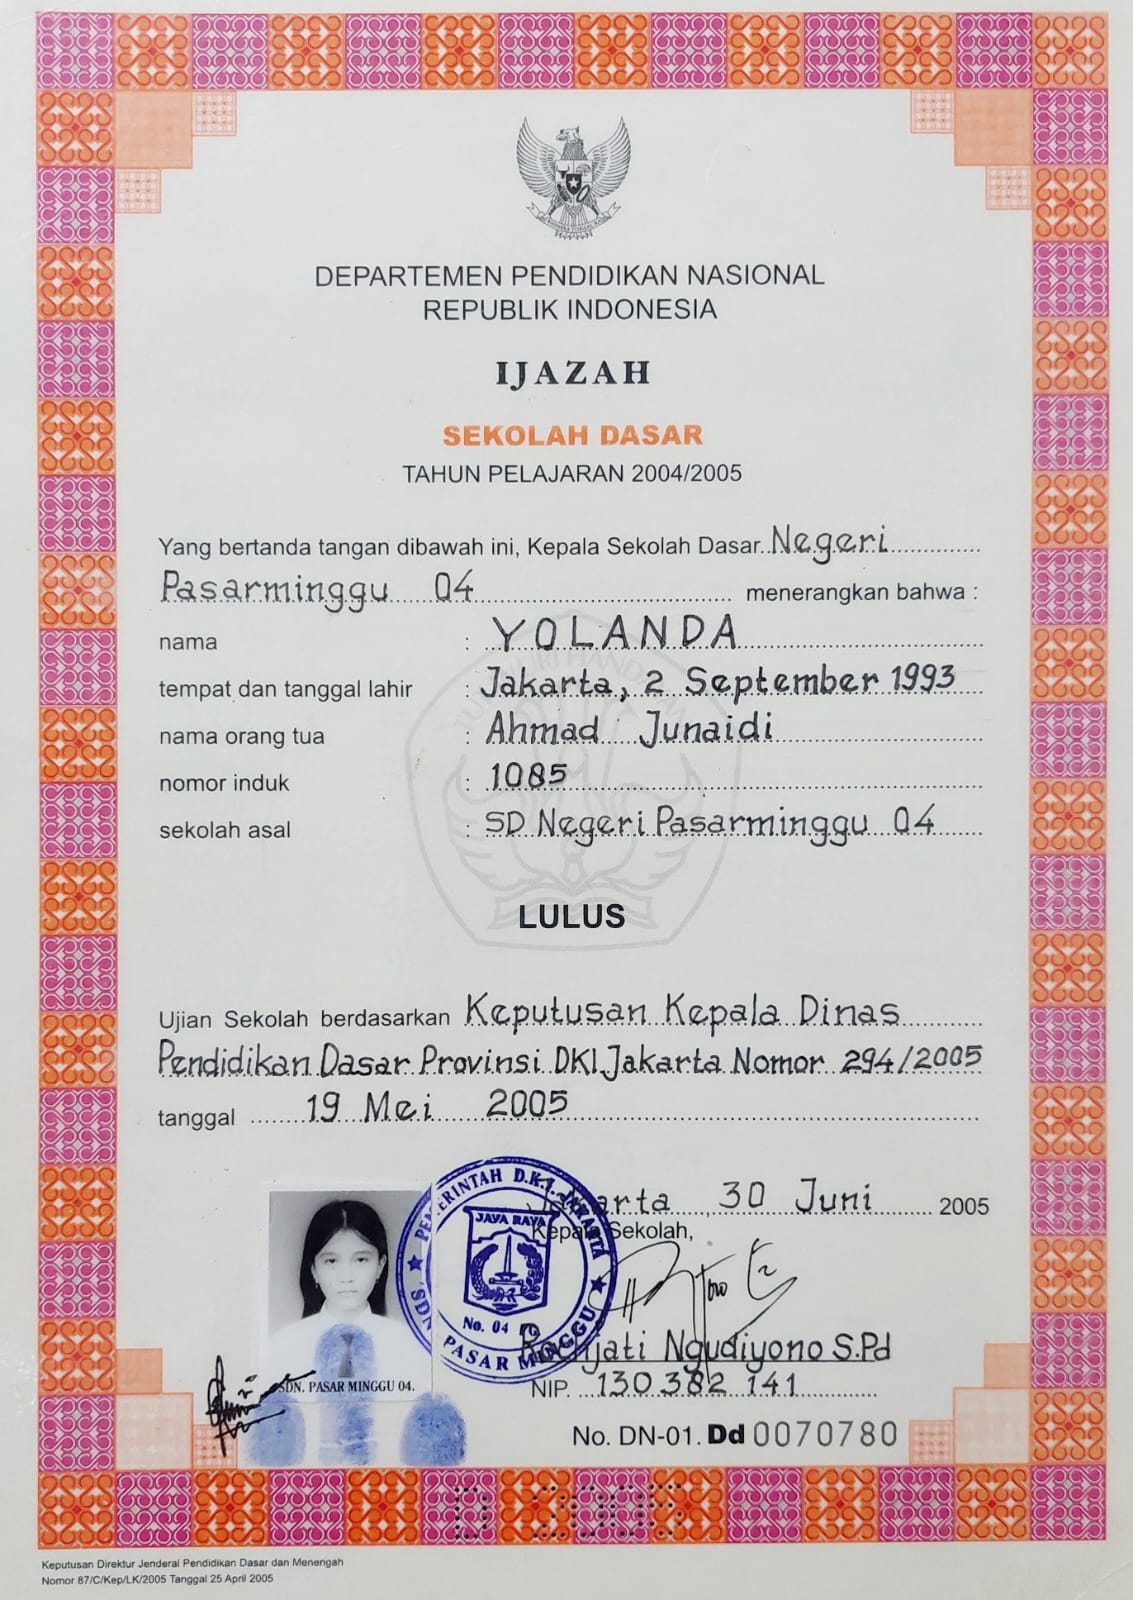 DEPARTEMEN PENDIDIKAN NASIONAL
REPUBLIK INDONESIA
IJAZAH
SEKOLAH DASAR
TAHUN PELAJARAN 2004/2005
Yang bertanda tangan dibawah ini, Kepala Sekolah Dasar Negeri
Pasarminggu 04 menerangkan bahwa :
nama : YOLANDA
tempat dan tanggal lahir : Jakarta, 2 September 1993
nama orang tua : Ahmad Junaidi
nomor induk : 1085
sekolah asal : SD Negeri Pasarminggu 04
LULUS
Ujian Sekolah berdasarkan Keputusan Kepala Dinas
Pendidikan Dasar Provinsi DKI Jakarta Nomor 294/2005
tanggal 19 Mei 2005
Jakarta, 30 Juni 2005
Kepala Sekolah,
PEMERINTAH D.K.I. JAKARTA
JAYA RAYA
No. 04 PG
SDN. PASAR MINGGU
Ngudiyono S.Pd
SDN. PASAR MINGGU 04.
NIP. 130 382 141
No. DN-01. Dd 0070780
D 2005
Keputusan Direktur Jenderal Pendidikan Dasar dan Menengah
Nomor 87/C/Kep/LK/2005 Tanggal 25 April 2005